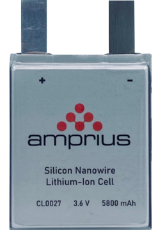 + -
amprius
Silicon Nanowire
Lithium-Ion Cell
CL0027 3.6 V 5800 mAh